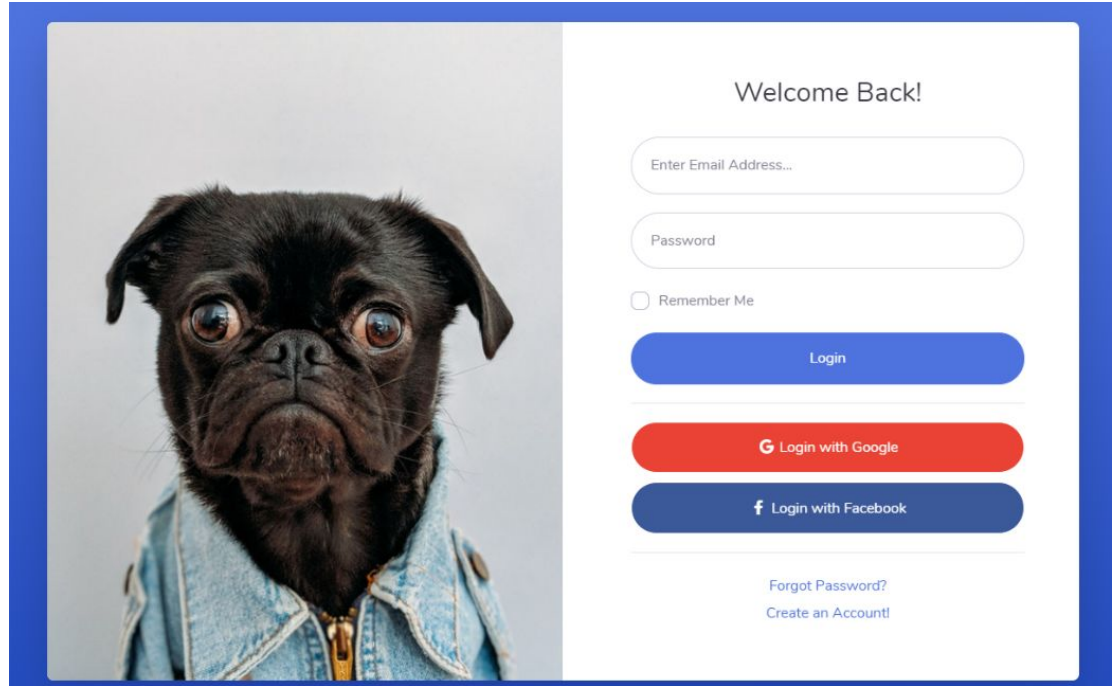 Welcome Back!
Enter Email Address...
Password
Remember Me
Login
Login with Google
Login with Facebook
Forgot Password?
Create an Account!